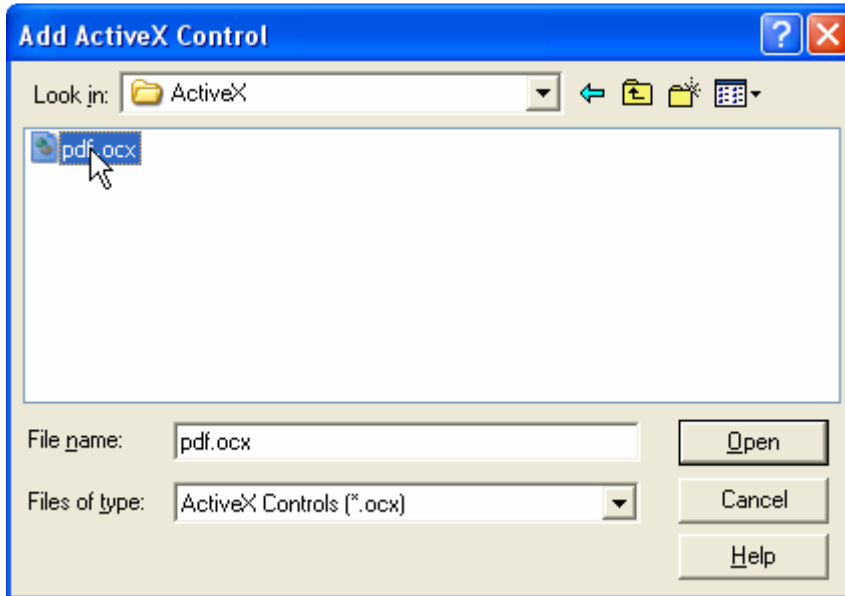 Add ActiveX Control
Look in: ActiveX
pdf.ocx
File name: pdf.ocx
Open
Files of type: ActiveX Controls (*.ocx)
Cancel
Help